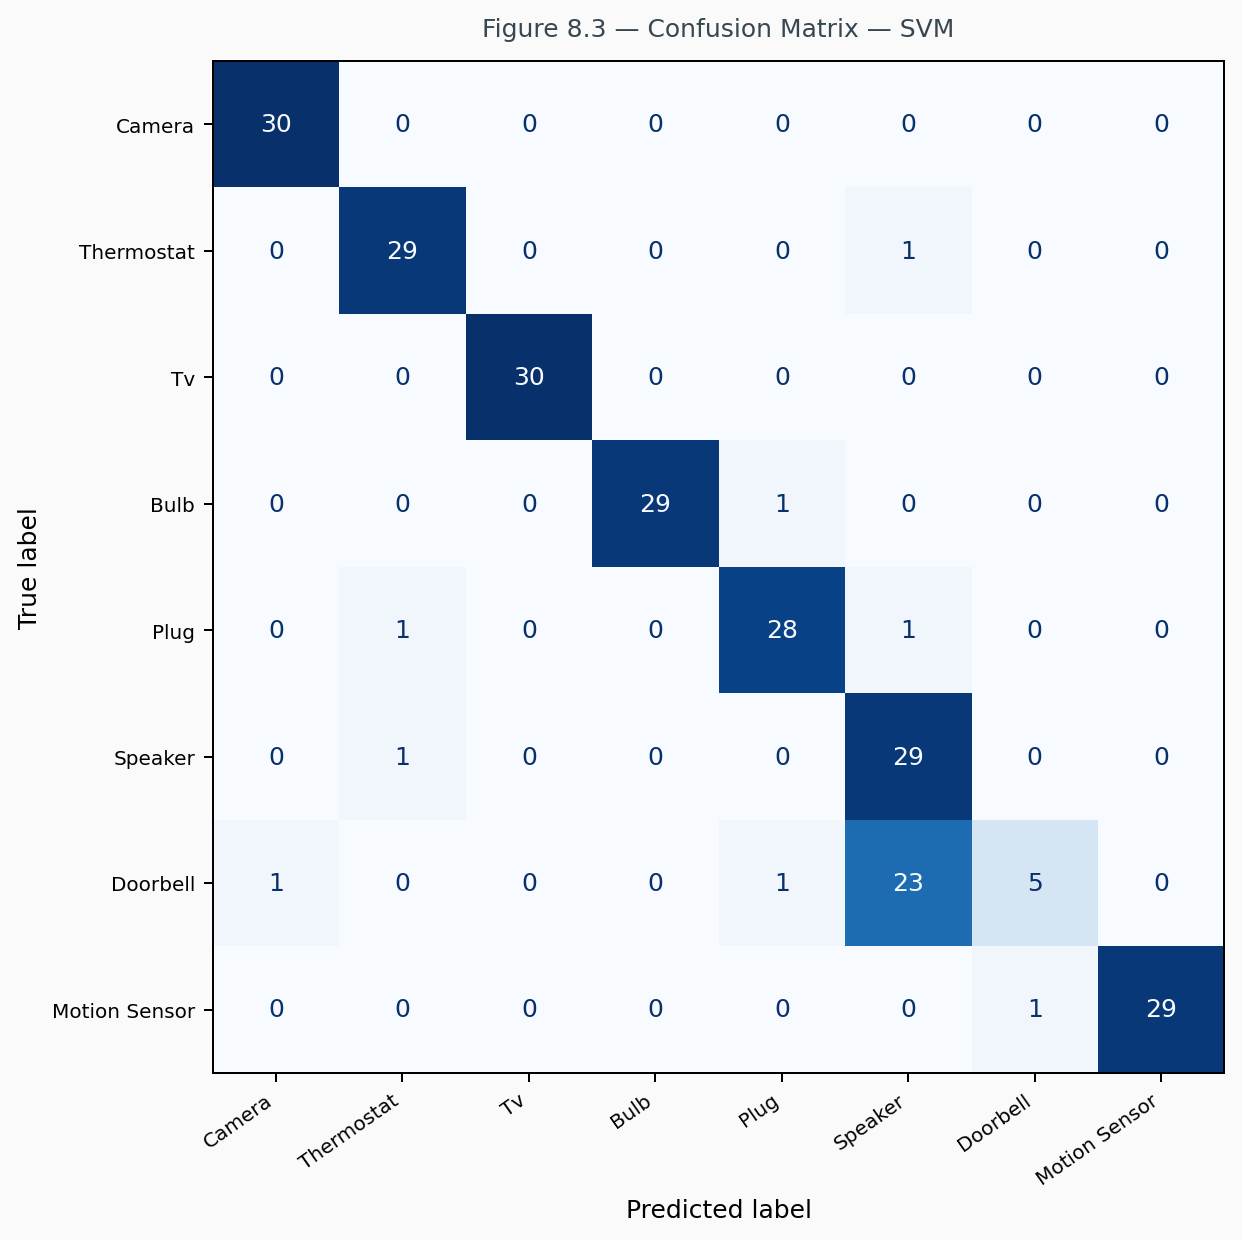 Figure 8.3 — Confusion Matrix — SVM
Camera 30 0 0 0 0 0 0 0
Thermostat 0 29 0 0 0 1 0 0
Tv 0 0 30 0 0 0 0 0
Bulb 0 0 0 29 1 0 0 0
Plug 0 1 0 0 28 1 0 0
Speaker 0 1 0 0 0 29 0 0
Doorbell 1 0 0 0 1 23 5 0
Motion Sensor 0 0 0 0 0 0 1 29
True label
Camera Thermostat Tv Bulb Plug Speaker Doorbell Motion Sensor
Predicted label